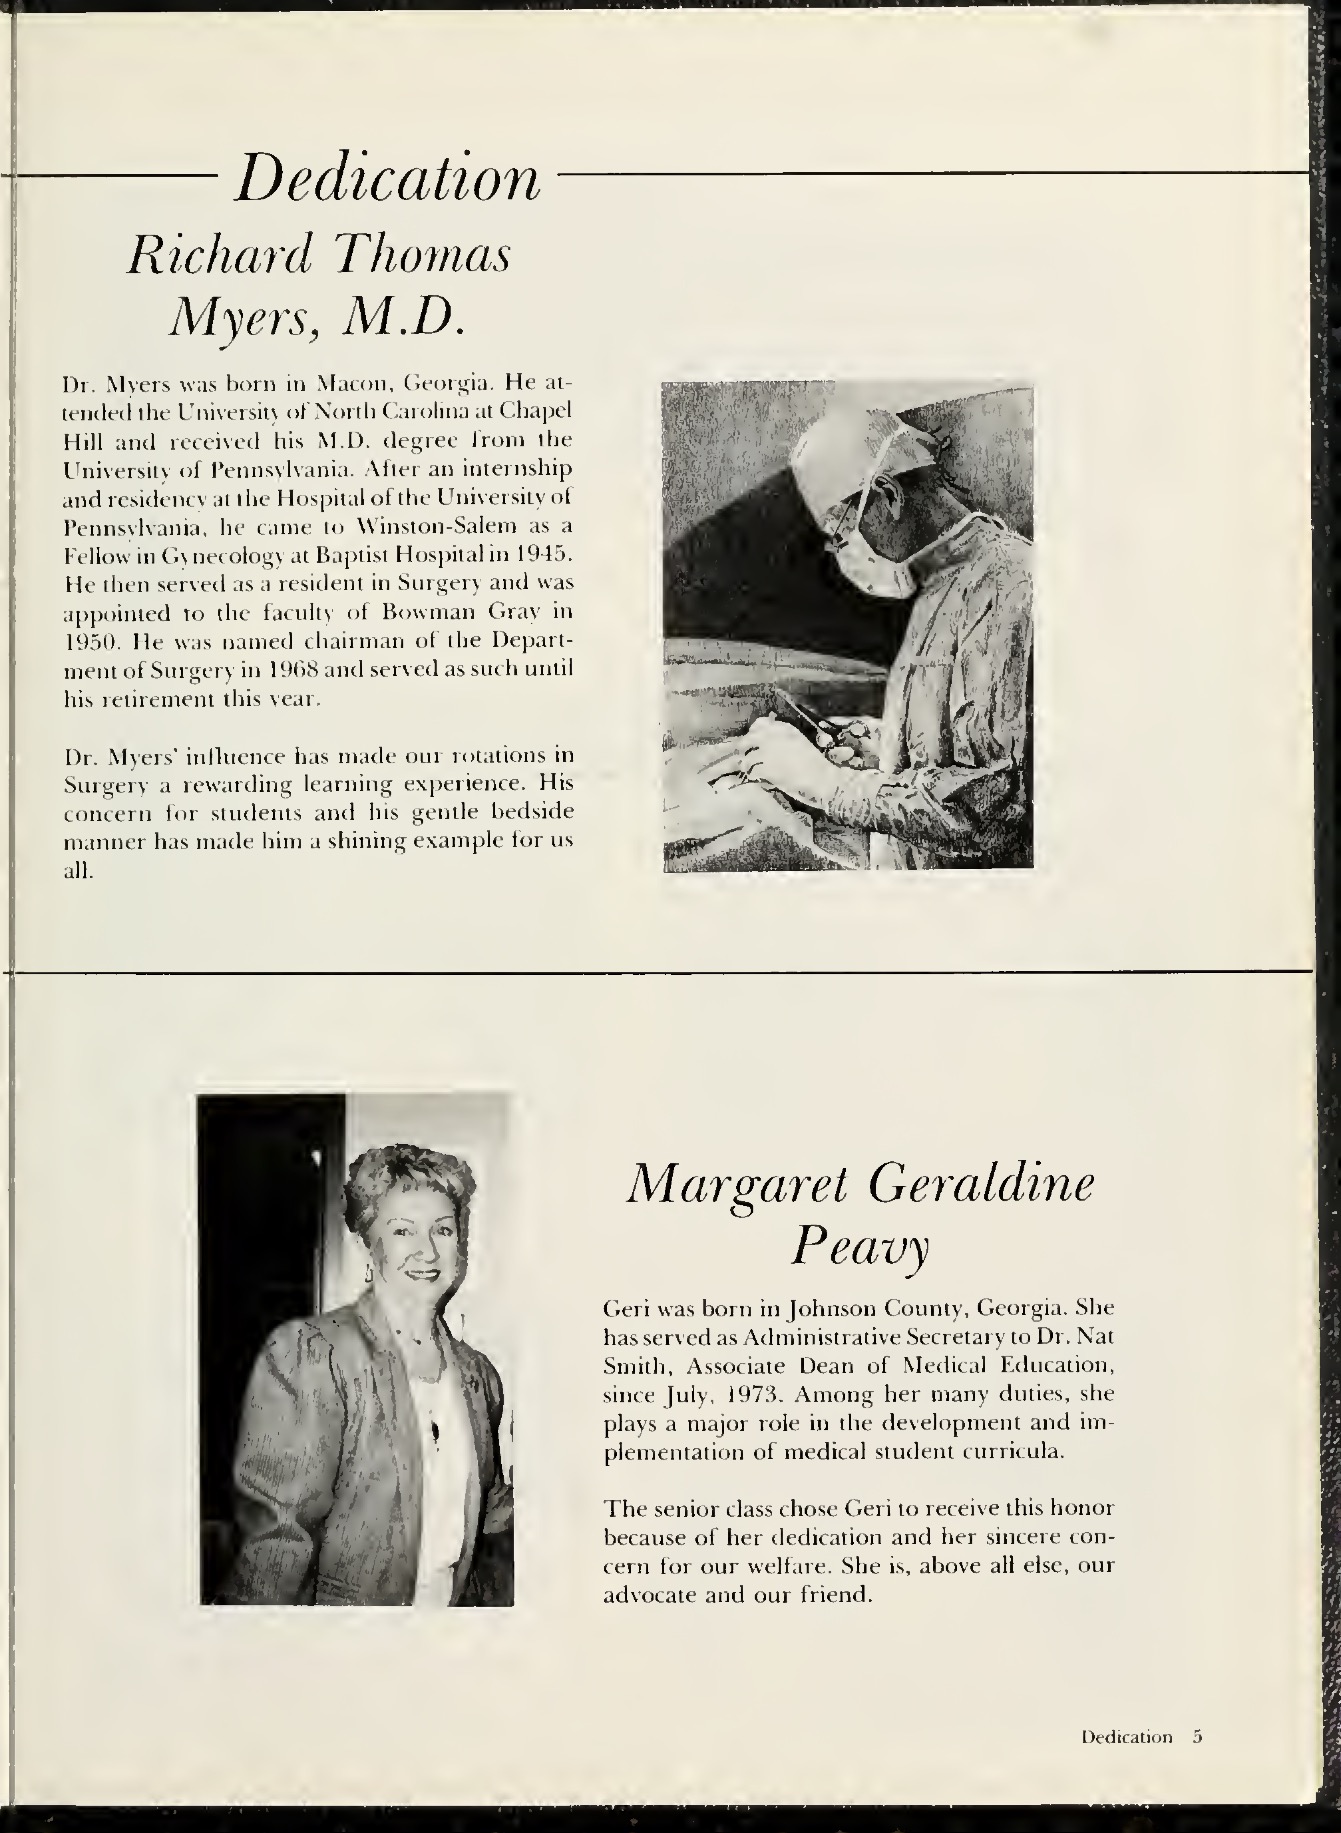 Dedication
Richard Thomas
Myers, M.D.
Dr. Myers was born in Macon, Georgia. He at-
tended the University of North Carolina at Chapel
Hill and received his M.D. degree from the
University of Pennsylvania. After an internship
and residency at the Hospital of the University of
Pennsylvania, he came to Winston-Salem as a
Fellow in Gynecology at Baptist Hospital in 1945.
He then served as a resident in Surgery and was
appointed to the faculty of Bowman Gray in
1950. He was named chairman of the Depart-
ment of Surgery in 1968 and served as such until
his retirement this year.
Dr. Myers' influence has made our rotations in
Surgery a rewarding learning experience. His
concern for students and his gentle bedside
manner has made him a shining example for us
all.
Margaret Geraldine
Peavy
Geri was born in Johnson County, Georgia. She
has served as Administrative Secretary to Dr. Nat
Smith, Associate Dean of Medical Education,
since July, 1973. Among her many duties, she
plays a major role in the development and im-
plementation of medical student curricula.
The senior class chose Geri to receive this honor
because of her dedication and her sincere con-
cern for our welfare. She is, above all else, our
advocate and our friend.
Dedication 5